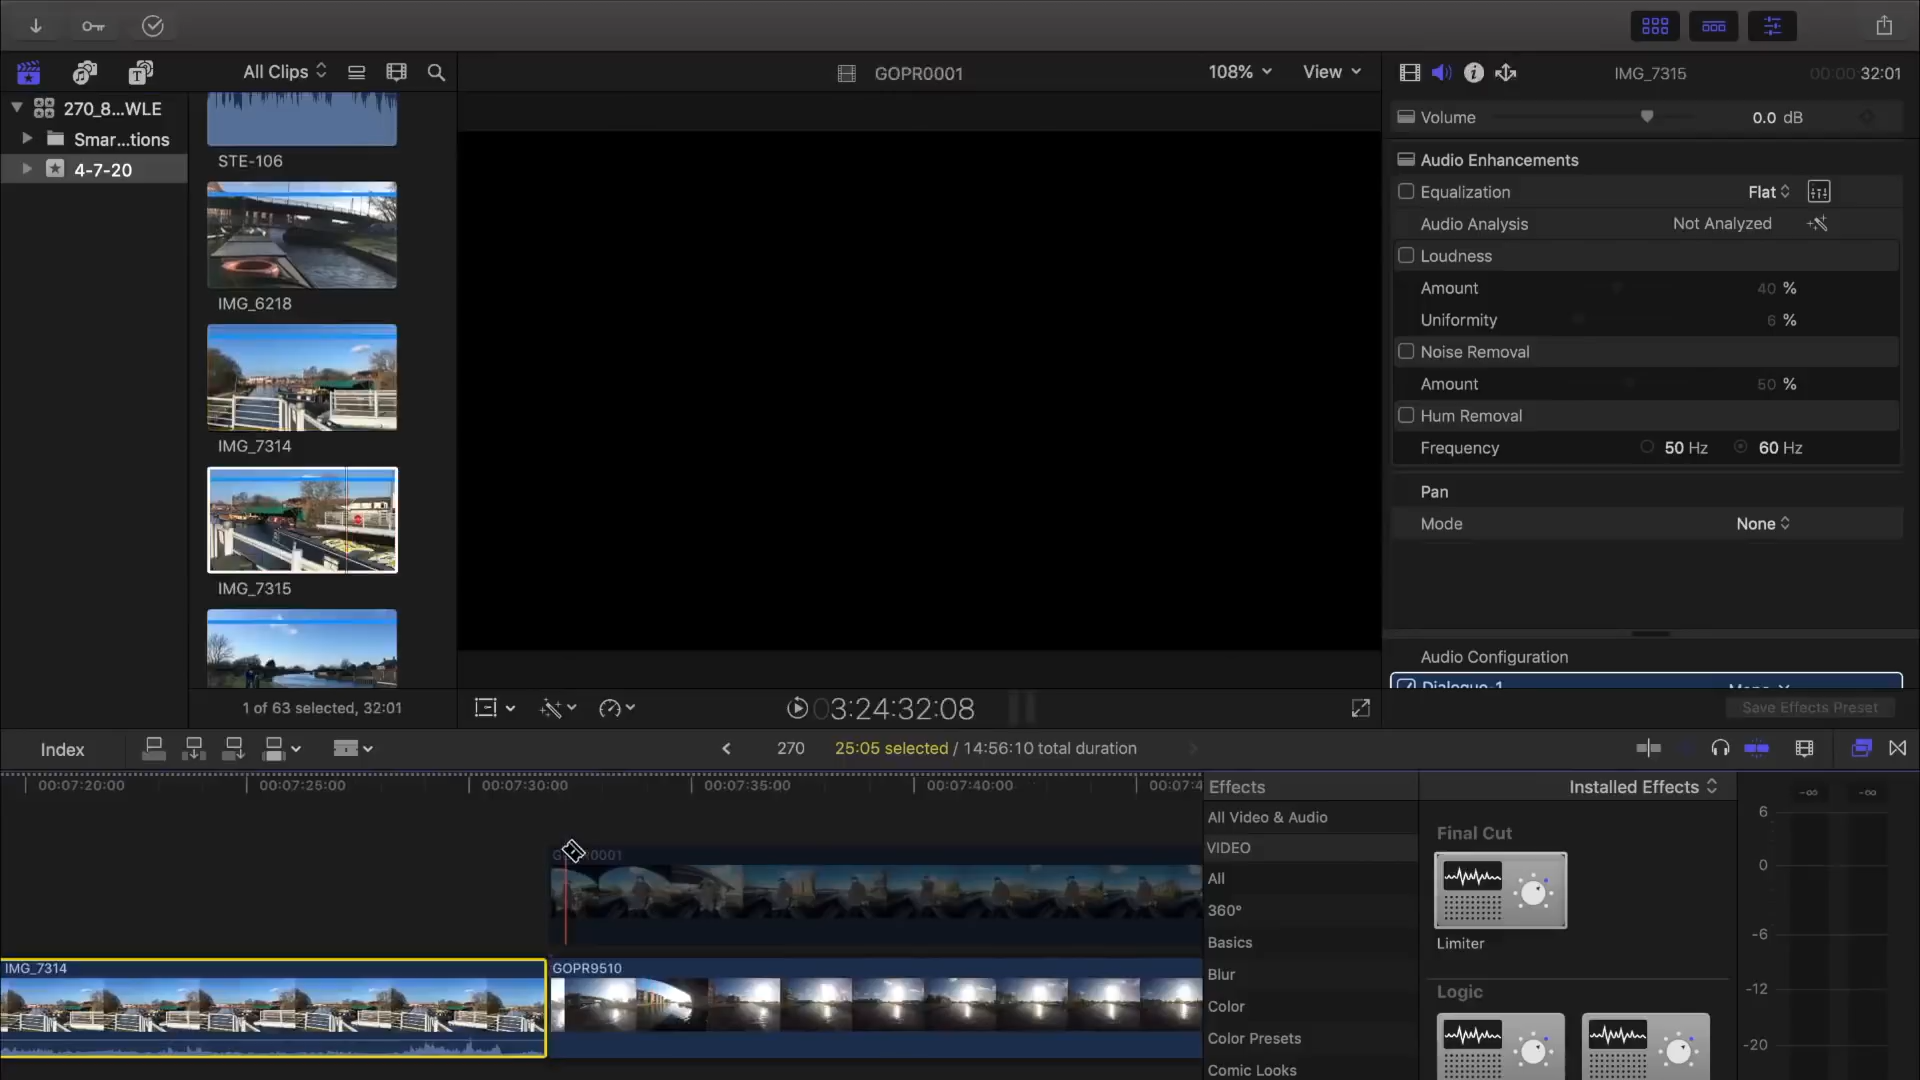 All Clips
GOPR0001
108%
View
IMG_7315
00:00 32:01
270_8...WLE
Smar...tions
4-7-20
STE-106
IMG_6218
IMG_7314
IMG_7315
1 of 63 selected, 32:01
Volume
0.0 dB
Audio Enhancements
Equalization
Flat
Audio Analysis
Not Analyzed
Loudness
Amount
40 %
Uniformity
6 %
Noise Removal
Amount
50 %
Hum Removal
Frequency
50 Hz
60 Hz
Pan
Mode
None
Audio Configuration
Dialogue-1
Mono
Save Effects Preset
03:24:32:08
Index
270
25:05 selected / 14:56:10 total duration
00:07:20:00
00:07:25:00
00:07:30:00
00:07:35:00
00:07:40:00
00:07:4
IMG_7314
GOPR9510
Effects
Installed Effects
All Video & Audio
VIDEO
All
360°
Basics
Blur
Color
Color Presets
Comic Looks
Final Cut
Limiter
Logic
-∞
-∞
6
0
-6
-12
-20